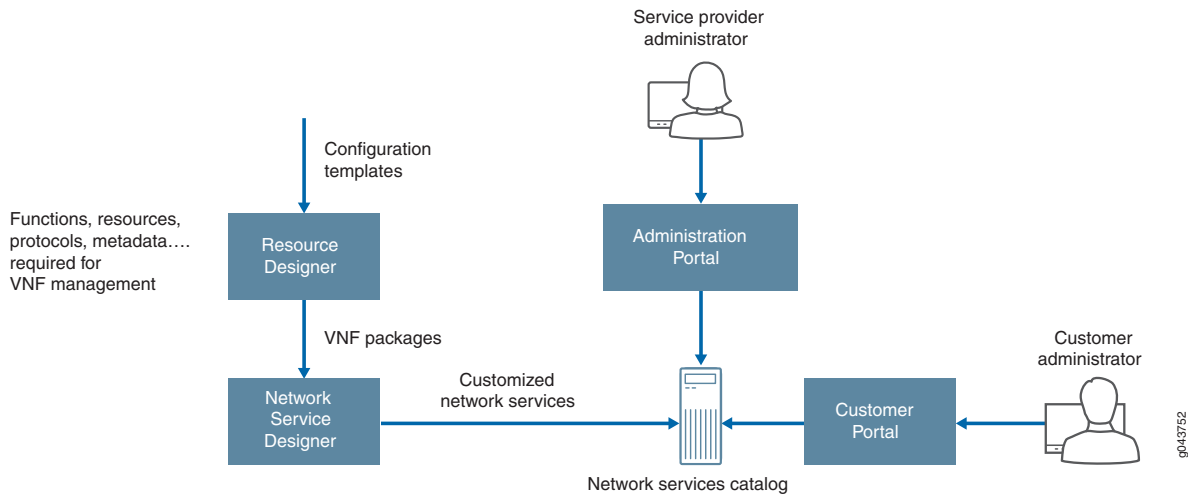 Service provider
administrator
Configuration
templates
Functions, resources,
protocols, metadata....
required for
VNF management
Resource
Designer
Administration
Portal
VNF packages
Customer
administrator
Network
Service
Designer
Customized
network services
Customer
Portal
Network services catalog
g043752